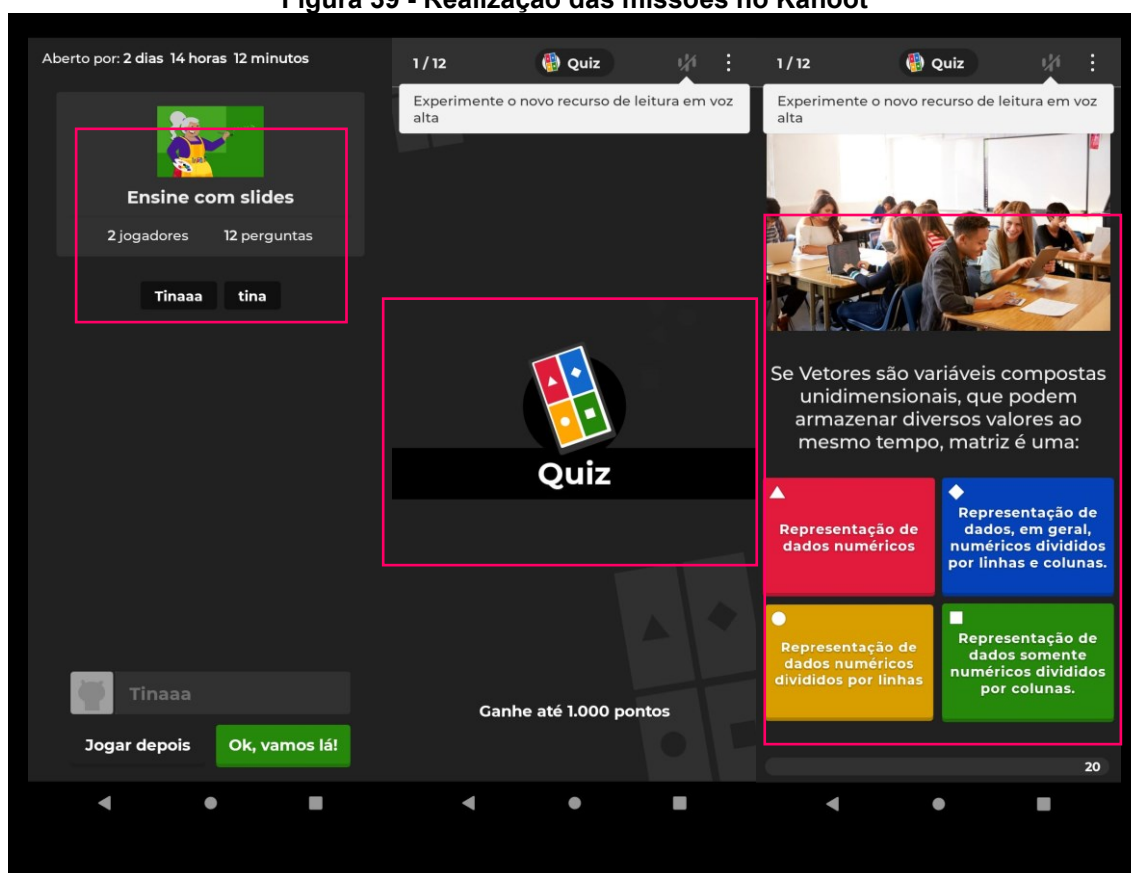 Figura 39 - Realização das missões no Kahoot
Aberto por: 2 dias 14 horas 12 minutos
Ensine com slides
2 jogadores 12 perguntas
Tinaaa tina
Tinaaa
Jogar depois Ok, vamos lá!
1 / 12 Quiz
Experimente o novo recurso de leitura em voz
alta
Quiz
Ganhe até 1.000 pontos
1 / 12 Quiz
Experimente o novo recurso de leitura em voz
alta
Se Vetores são variáveis compostas
unidimensionais, que podem
armazenar diversos valores ao
mesmo tempo, matriz é uma:
Representação de
dados numéricos
Representação de
dados, em geral,
numéricos divididos
por linhas e colunas.
Representação de
dados numéricos
divididos por linhas
Representação de
dados somente
numéricos divididos
por colunas.
20